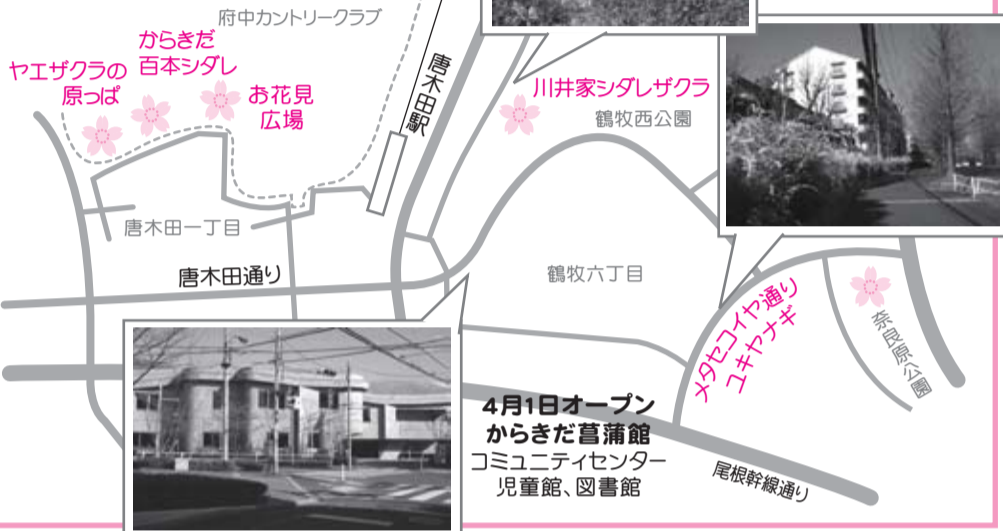 府中カントリークラブ
からきだ
百本シダレ
ヤエザクラの
原っぱ
お花見
広場
唐木田駅
川井家シダレザクラ
鶴牧西公園
唐木田一丁目
唐木田通り
鶴牧六丁目
メタセコイヤ通り
ユキヤナギ
奈良原公園
4月1日オープン
からきだ菖蒲館
コミュニティセンター
児童館、図書館
尾根幹線通り